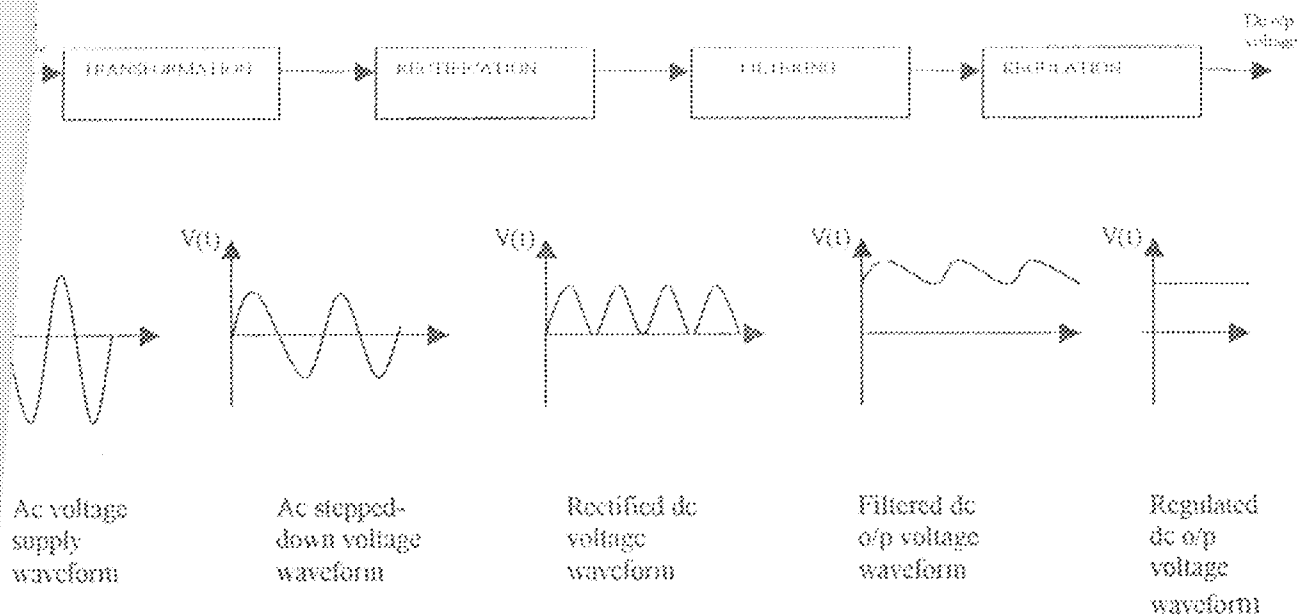 Dc o/p
voltage
TRANSFORMATION
RECTIFICATION
FILTERING
REGULATION
V(t)
V(t)
V(t)
V(t)
Ac voltage
supply
waveform
Ac stepped-
down voltage
waveform
Rectified dc
voltage
waveform
Filtered dc
o/p voltage
waveform
Regulated
dc o/p
voltage
waveform